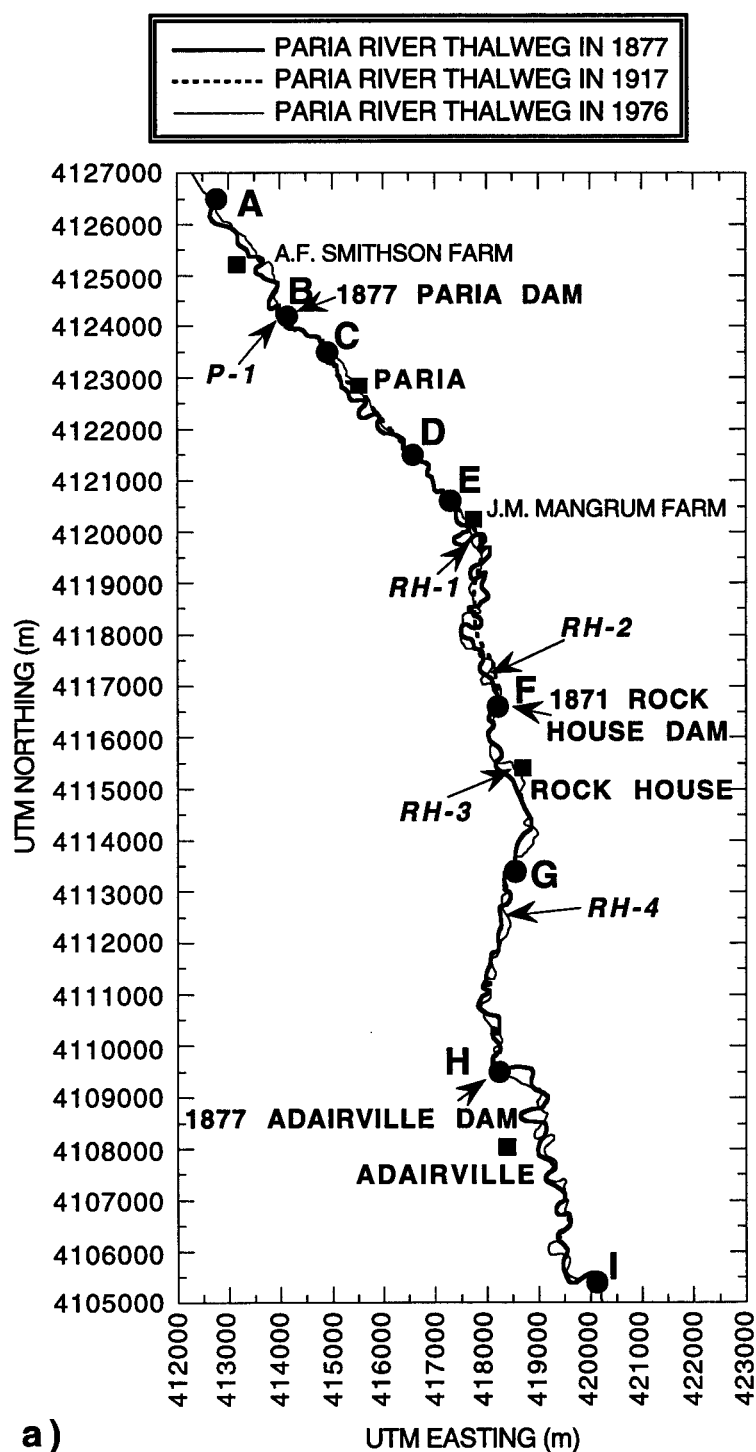 PARIA RIVER THALWEG IN 1877
PARIA RIVER THALWEG IN 1917
PARIA RIVER THALWEG IN 1976
4127000
A
4126000
A.F. SMITHSON FARM
4125000
B
1877 PARIA DAM
4124000
C
P-1
4123000
PARIA
4122000
D
4121000
E
J.M. MANGRUM FARM
4120000
RH-1
4119000
4118000
RH-2
4117000
F
1871 ROCK
HOUSE DAM
4116000
4115000
ROCK HOUSE
RH-3
4114000
G
4113000
RH-4
4112000
4111000
4110000
H
4109000
1877 ADAIRVILLE DAM
4108000
ADAIRVILLE
4107000
4106000
I
4105000
UTM NORTHING (m)
412000
413000
414000
415000
416000
417000
418000
419000
420000
421000
422000
423000
a)
UTM EASTING (m)